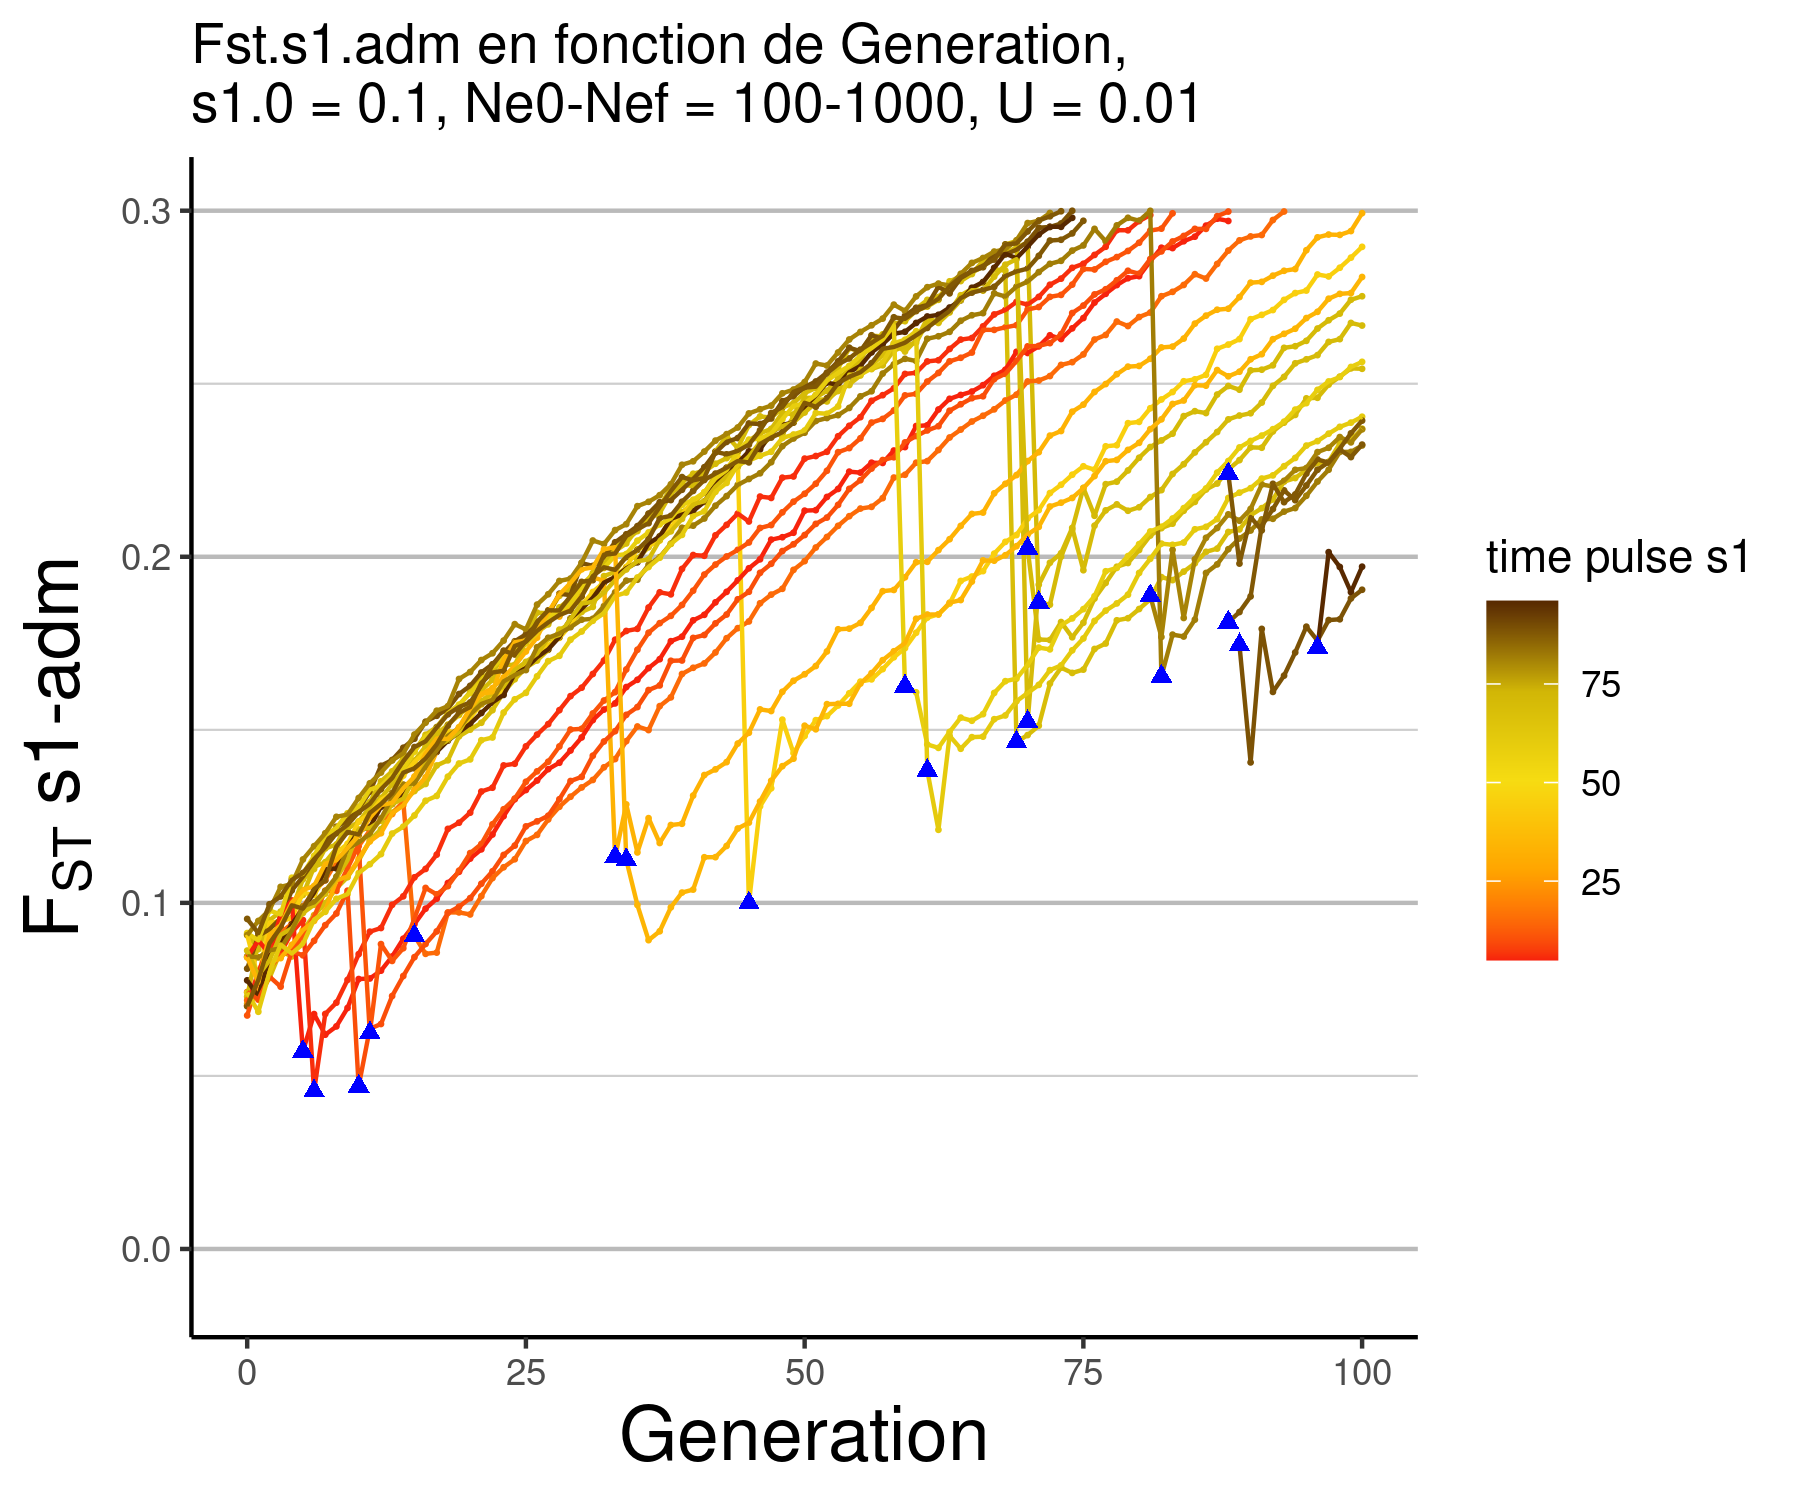 Fst.s1.adm en fonction de Generation,
s1.0 = 0.1, Ne0-Nef = 100-1000, U = 0.01
0.3
0.2
0.1
0.0
FST s1-adm
0 25 50 75 100
Generation
time pulse s1
75
50
25